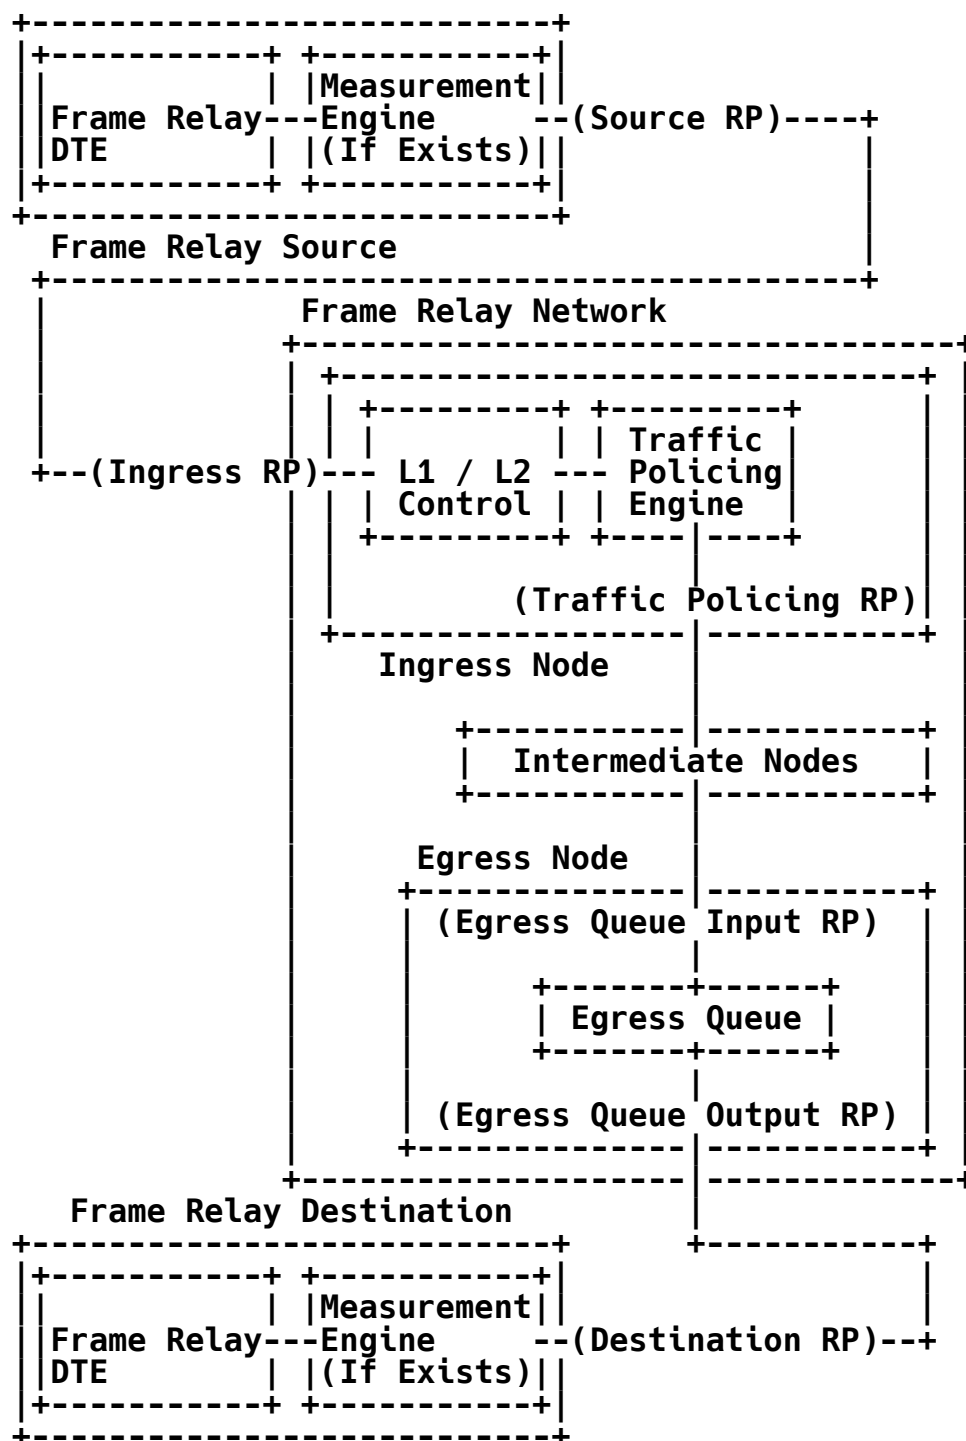 Measurement
Frame Relay---Engine --(Source RP)----+
DTE (If Exists)
Frame Relay Source
Frame Relay Network
Traffic
+--(Ingress RP)--- L1 / L2 --- Policing
Control Engine
(Traffic Policing RP)
Ingress Node
Intermediate Nodes
Egress Node
(Egress Queue Input RP)
Egress Queue
(Egress Queue Output RP)
Frame Relay Destination
Measurement
Frame Relay---Engine --(Destination RP)--+
DTE (If Exists)